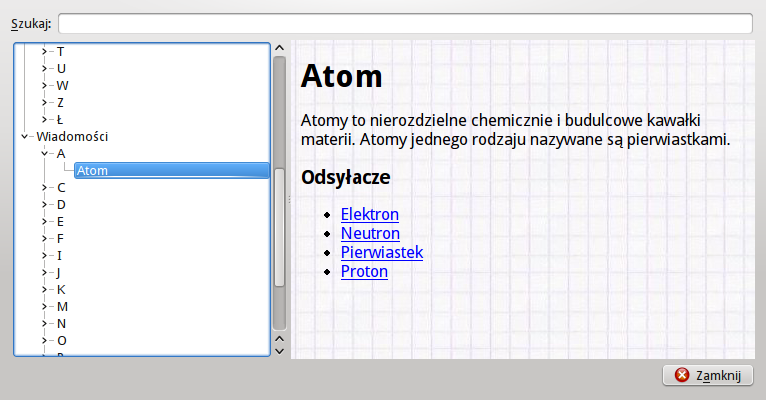 Szukaj:
T
U
W
Z
Ł
Wiadomości
A
Atom
C
D
E
F
I
J
K
M
N
O
Atom
Atomy to nierozdzielne chemicznie i budulcowe kawałki
materii. Atomy jednego rodzaju nazywane są pierwiastkami.
Odsyłacze
Elektron
Neutron
Pierwiastek
Proton
Zamknij